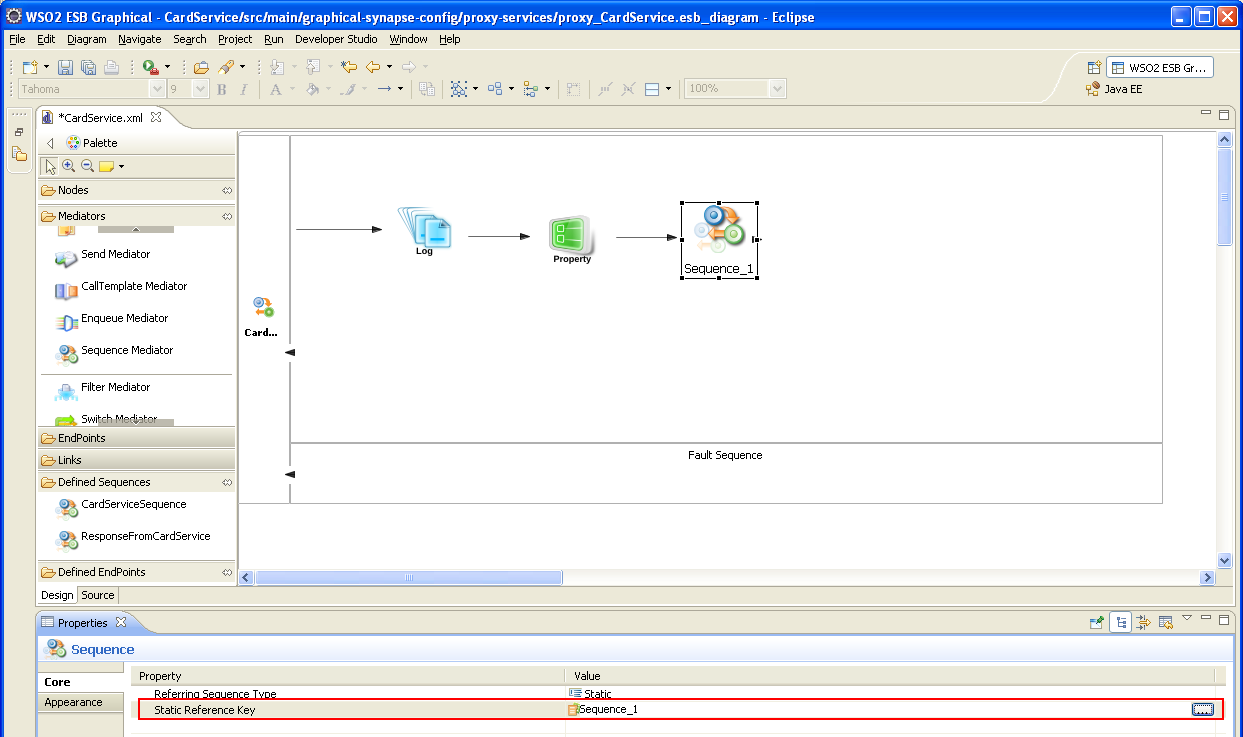 WSO2 ESB Graphical - CardService/src/main/graphical-synapse-config/proxy-services/proxy_CardService.esb_diagram - Eclipse
File Edit Diagram Navigate Search Project Run Developer Studio Window Help
WSO2 ESB Gr...
Tahoma 9 B I A 100%
Java EE
*CardService.xml
Palette
Nodes
Mediators
Send Mediator
CallTemplate Mediator
Enqueue Mediator
Sequence Mediator
Filter Mediator
Switch Mediator
EndPoints
Links
Defined Sequences
CardServiceSequence
ResponseFromCardService
Defined EndPoints
Design Source
Log
Property
Sequence_1
Card...
Fault Sequence
Properties
Sequence
Core
Appearance
Property Value
Referring Sequence Type Static
Static Reference Key Sequence_1
...